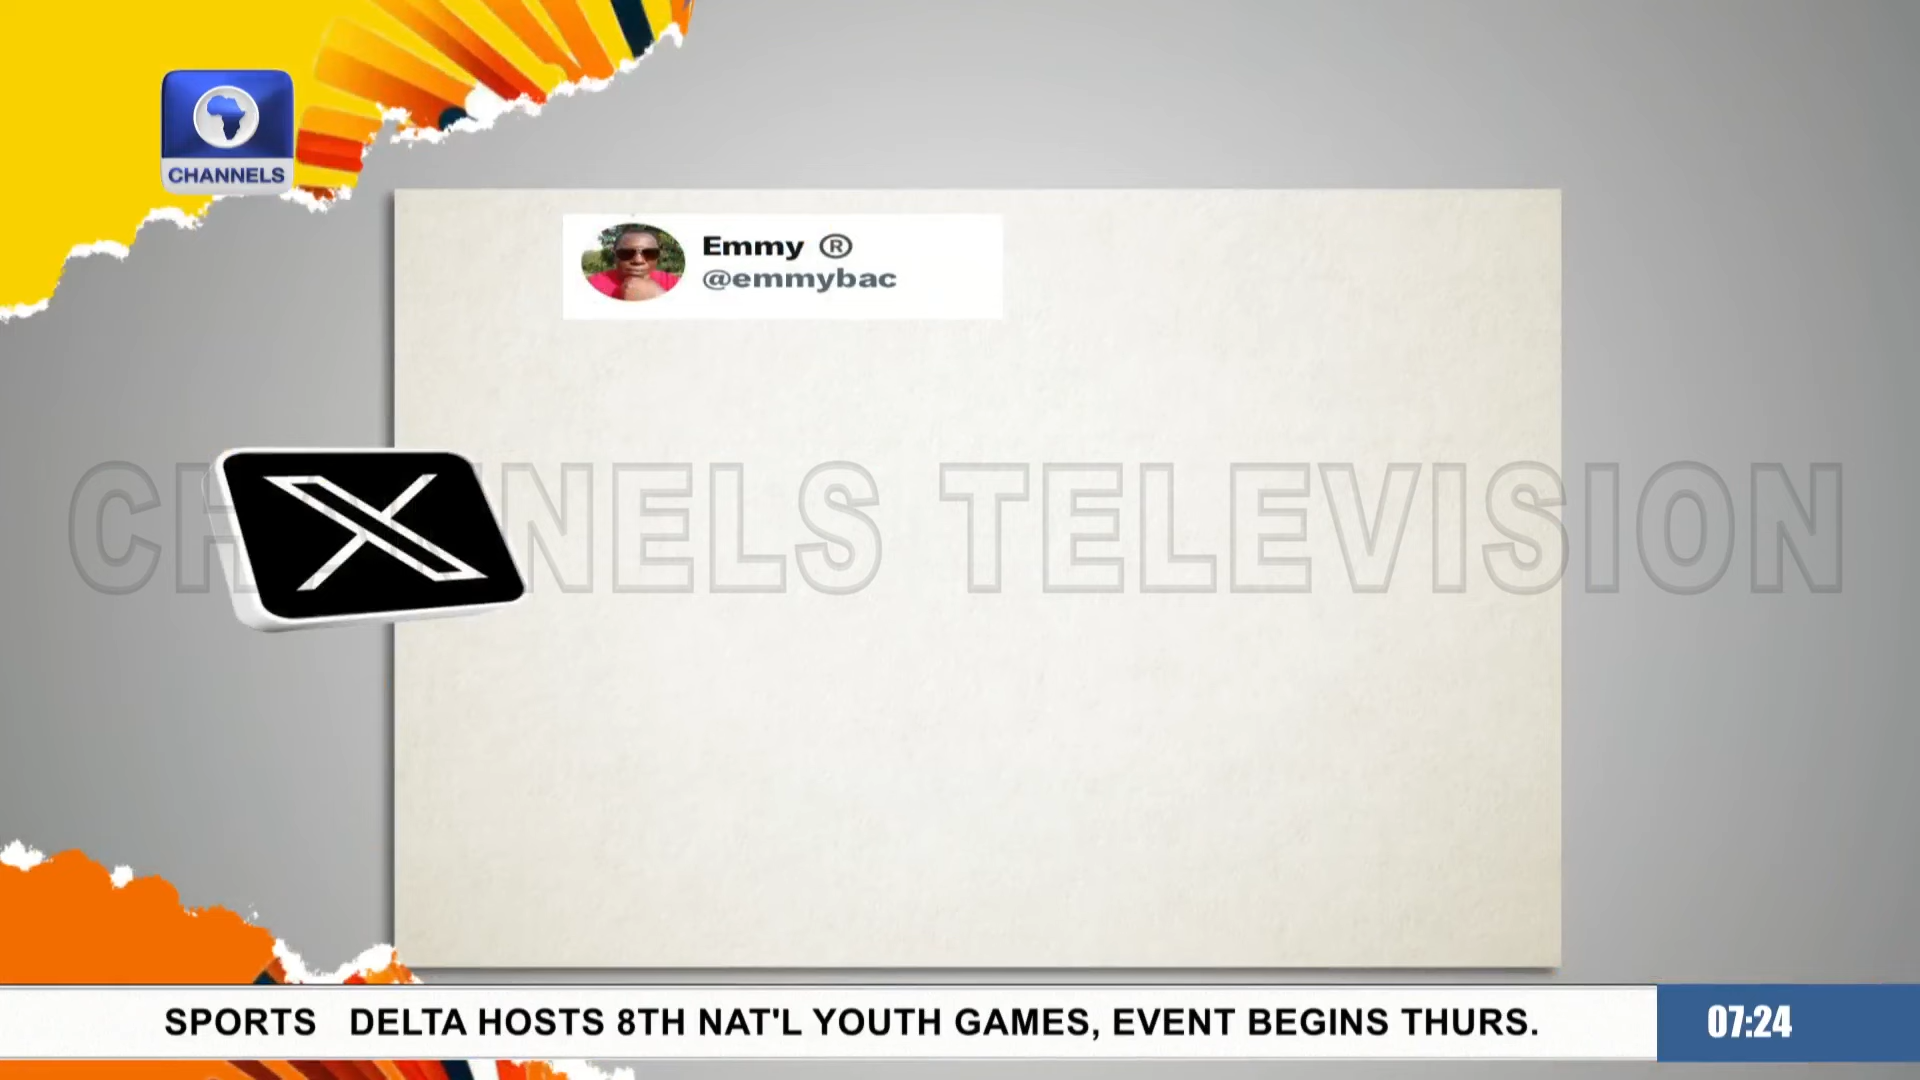 CHANNELS
Emmy ®
@emmybac
CHANNELS TELEVISION
SPORTS DELTA HOSTS 8TH NAT'L YOUTH GAMES, EVENT BEGINS THURS.
07:24